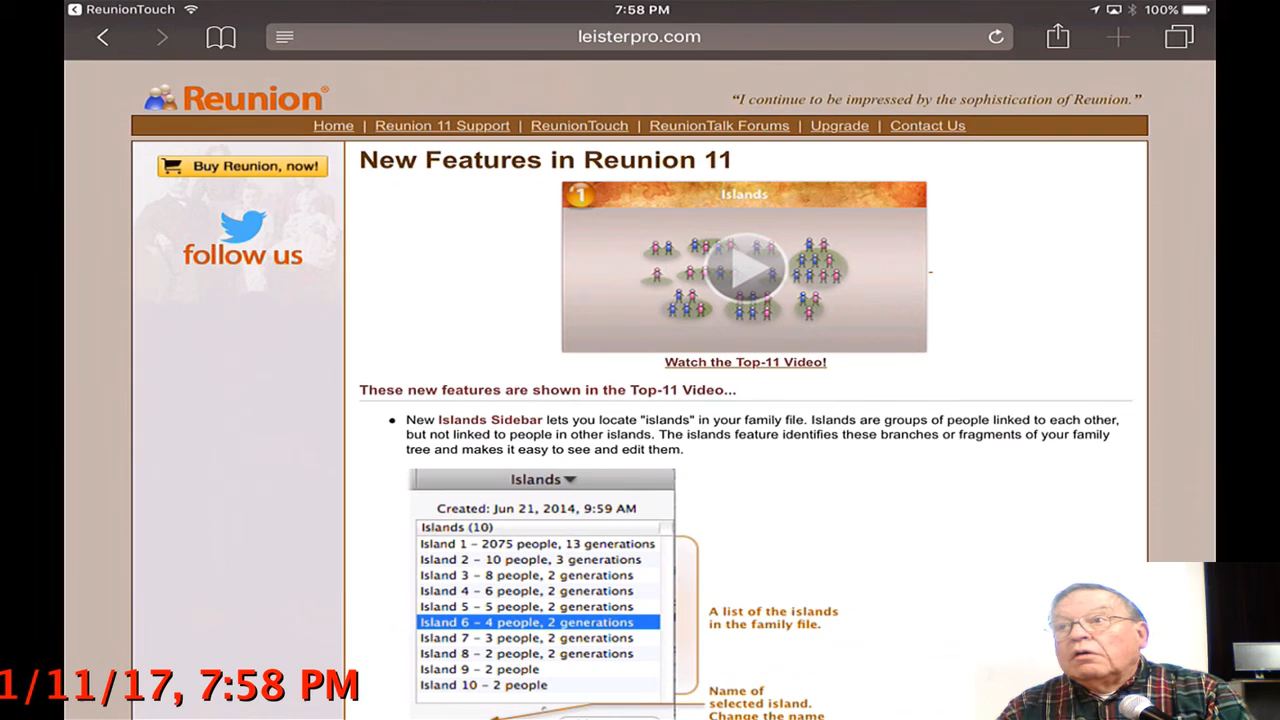 ReunionTouch
7:58 PM
100%
leisterpro.com
Reunion®
“I continue to be impressed by the sophistication of Reunion.”
Home | Reunion 11 Support | ReunionTouch | ReunionTalk Forums | Upgrade | Contact Us
Buy Reunion, now!
follow us
New Features in Reunion 11
1
Islands
Watch the Top-11 Video!
These new features are shown in the Top-11 Video...
• New Islands Sidebar lets you locate "islands" in your family file. Islands are groups of people linked to each other,
but not linked to people in other islands. The islands feature identifies these branches or fragments of your family
tree and makes it easy to see and edit them.
Islands
Created: Jun 21, 2014, 9:59 AM
Islands (10)
Island 1 – 2075 people, 13 generations
Island 2 – 10 people, 3 generations
Island 3 – 8 people, 2 generations
Island 4 – 6 people, 2 generations
Island 5 – 5 people, 2 generations
Island 6 – 4 people, 2 generations
Island 7 – 3 people, 2 generations
Island 8 – 2 people, 2 generations
Island 9 – 2 people
Island 10 – 2 people
A list of the islands
in the family file.
Name of
selected island.
Change the name
1/11/17, 7:58 PM